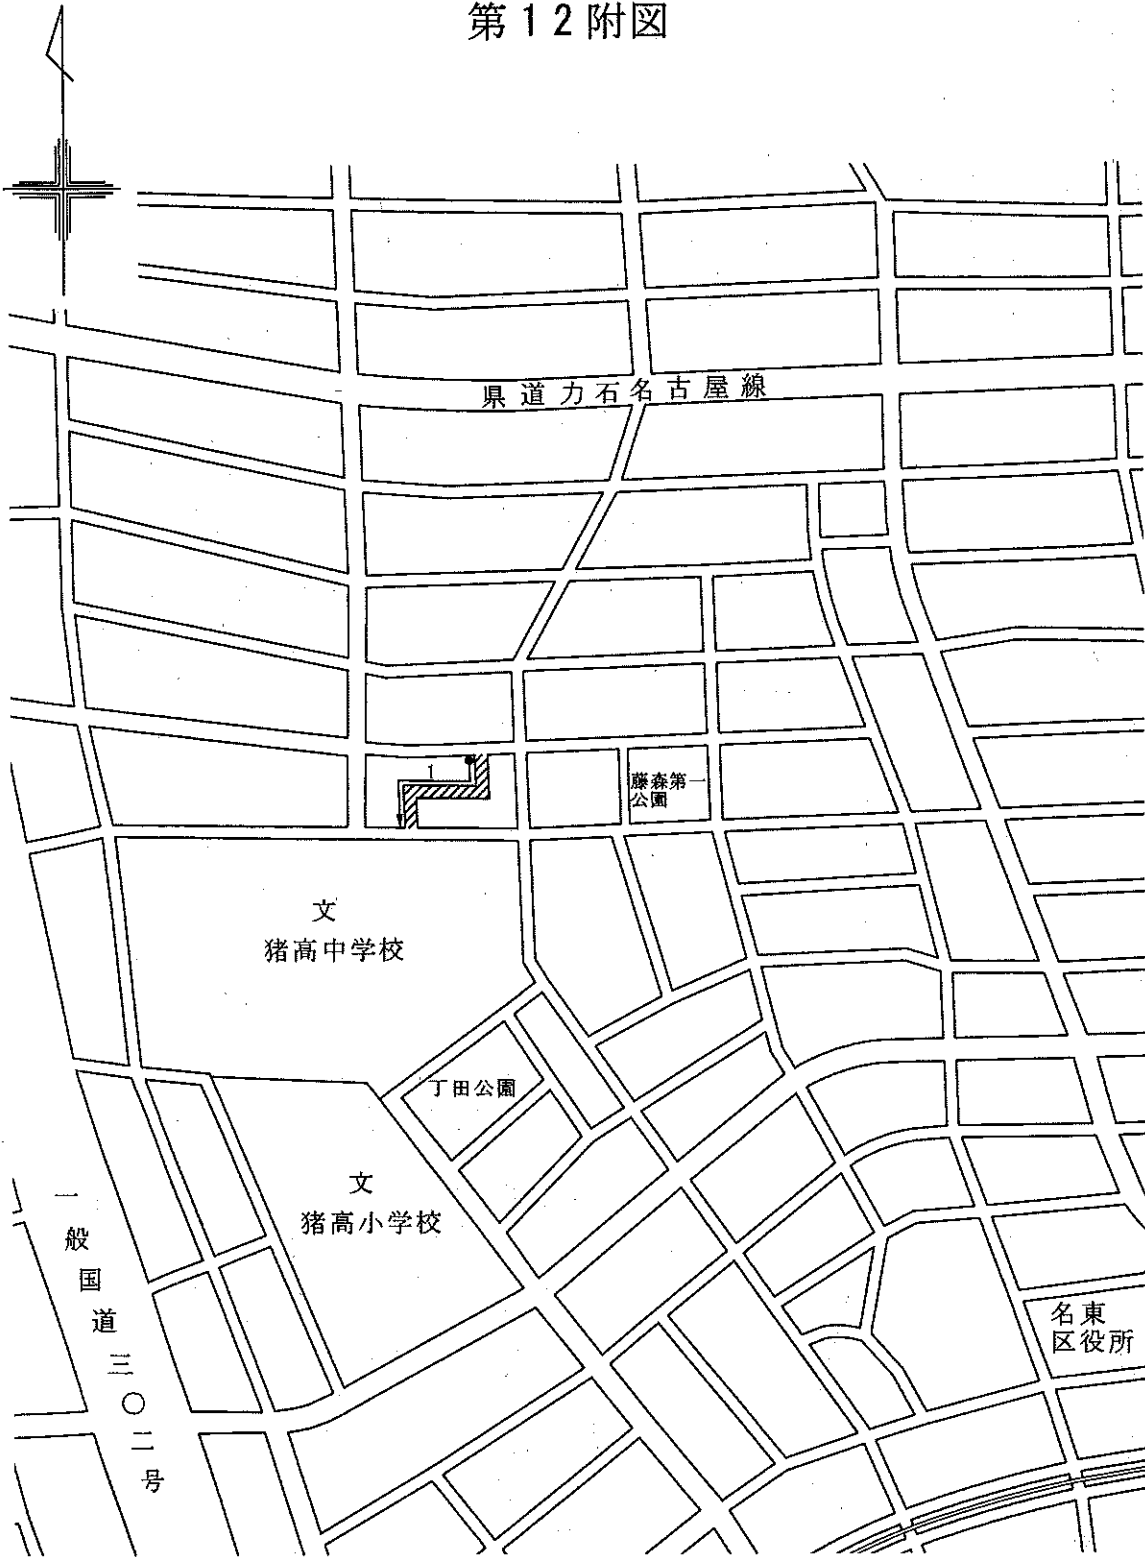 第12附図
県道力石名古屋線
1
藤森第一
公園
文
猪高中学校
丁田公園
文
猪高小学校
一般国道三〇二号
名東
区役所